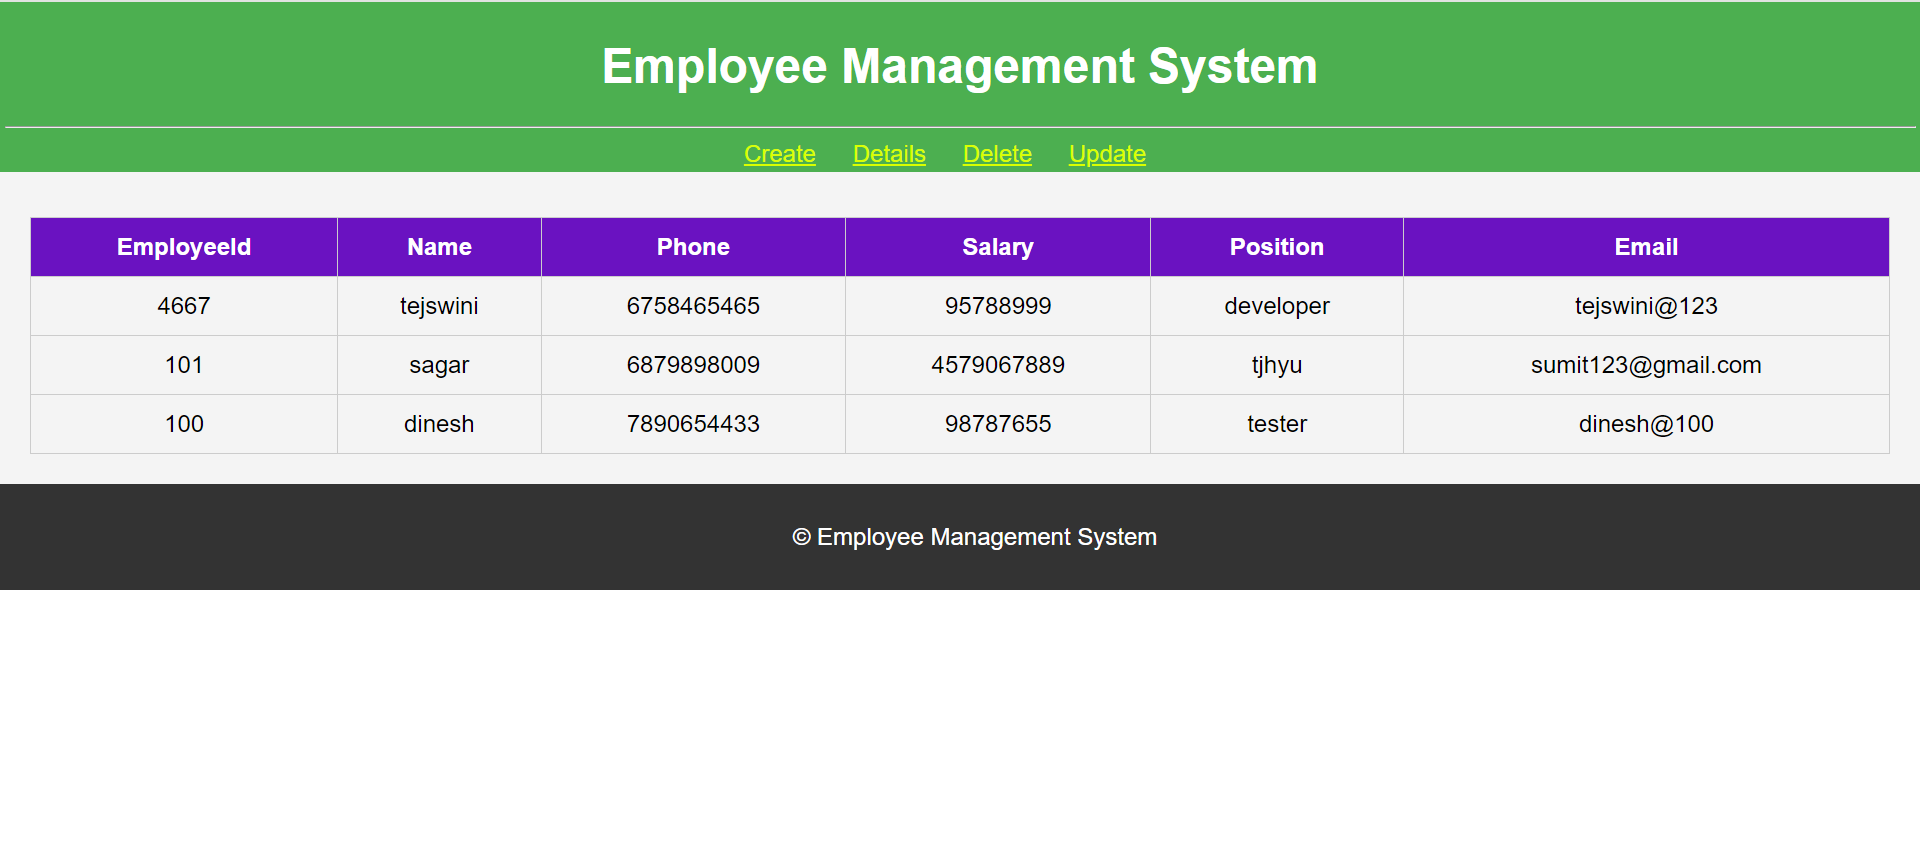 Employee Management System
Create Details Delete Update
EmployeeId Name Phone Salary Position Email
4667 tejswini 6758465465 95788999 developer tejswini@123
101 sagar 6879898009 4579067889 tjhyu sumit123@gmail.com
100 dinesh 7890654433 98787655 tester dinesh@100
© Employee Management System